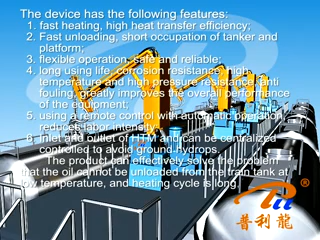 The device has the following features:
1. fast heating, high heat transfer efficiency;
2. Fast unloading, short occupation of tanker and
platform;
3. flexible operation, safe and reliable;
4. long using life, corrosion resistance, high
temperature and high pressure resistance, anti
fouling, greatly improves the overall performance
of the equipment;
5. using a remote control with automatic operation,
reduces labor intensity;
6. Inlet and outlet of HTM and can be centralized
controlled to avoid ground hydrops.
The product can effectively solve the problem
that the oil cannot be unloaded from the train tank at
low temperature, and heating cycle is long.
®
普利龍